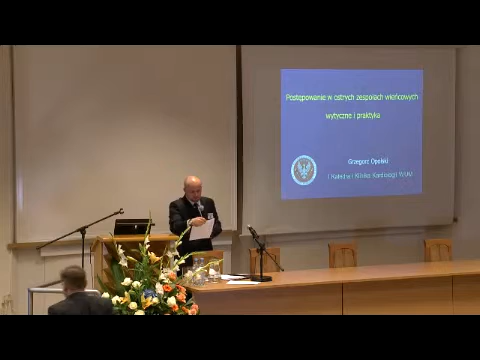 Postępowanie w ostrych zespołach wieńcowych
wytyczne i praktyka
Grzegorz Opolski
I Katedra i Klinika Kardiologii WUM